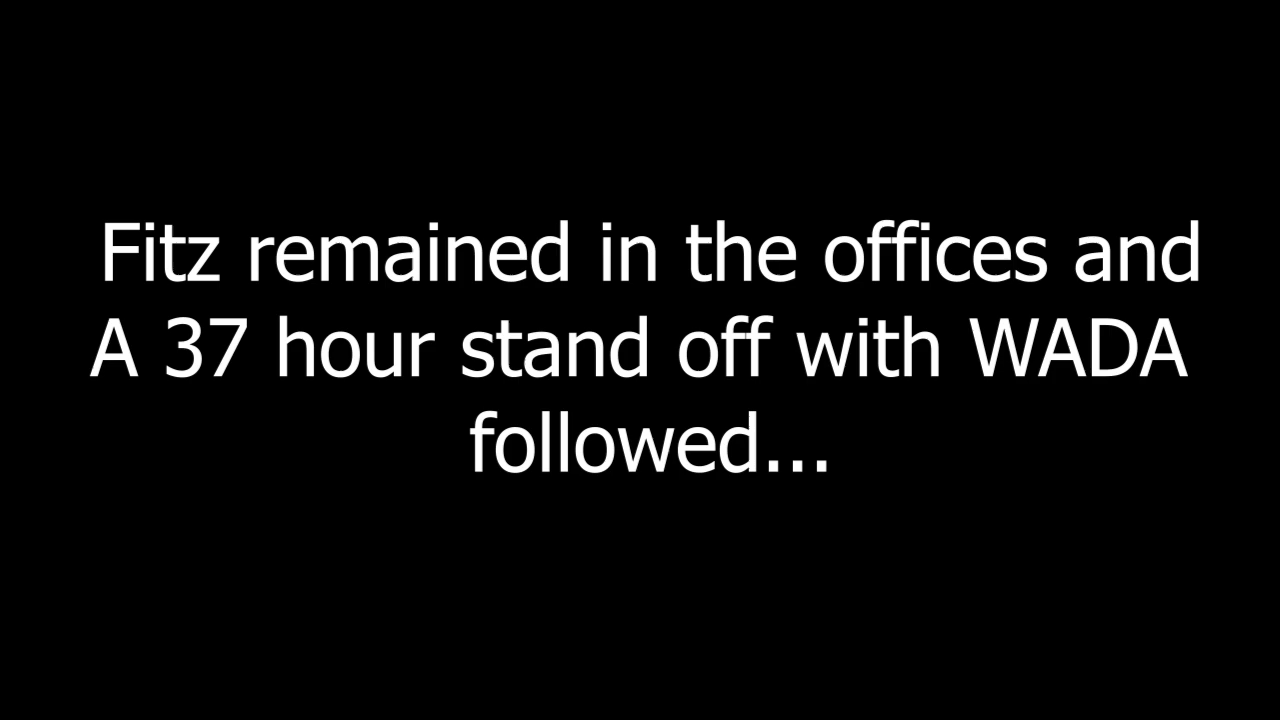 Fitz remained in the offices and
A 37 hour stand off with WADA
followed...